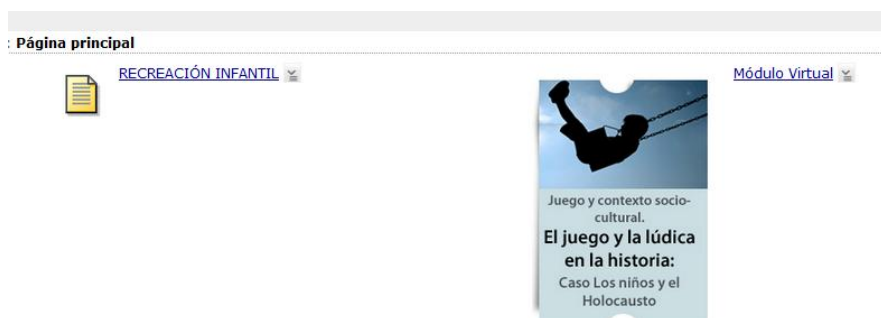 : Página principal
RECREACIÓN INFANTIL
Módulo Virtual
Juego y contexto socio-
cultural.
El juego y la lúdica
en la historia:
Caso Los niños y el
Holocausto